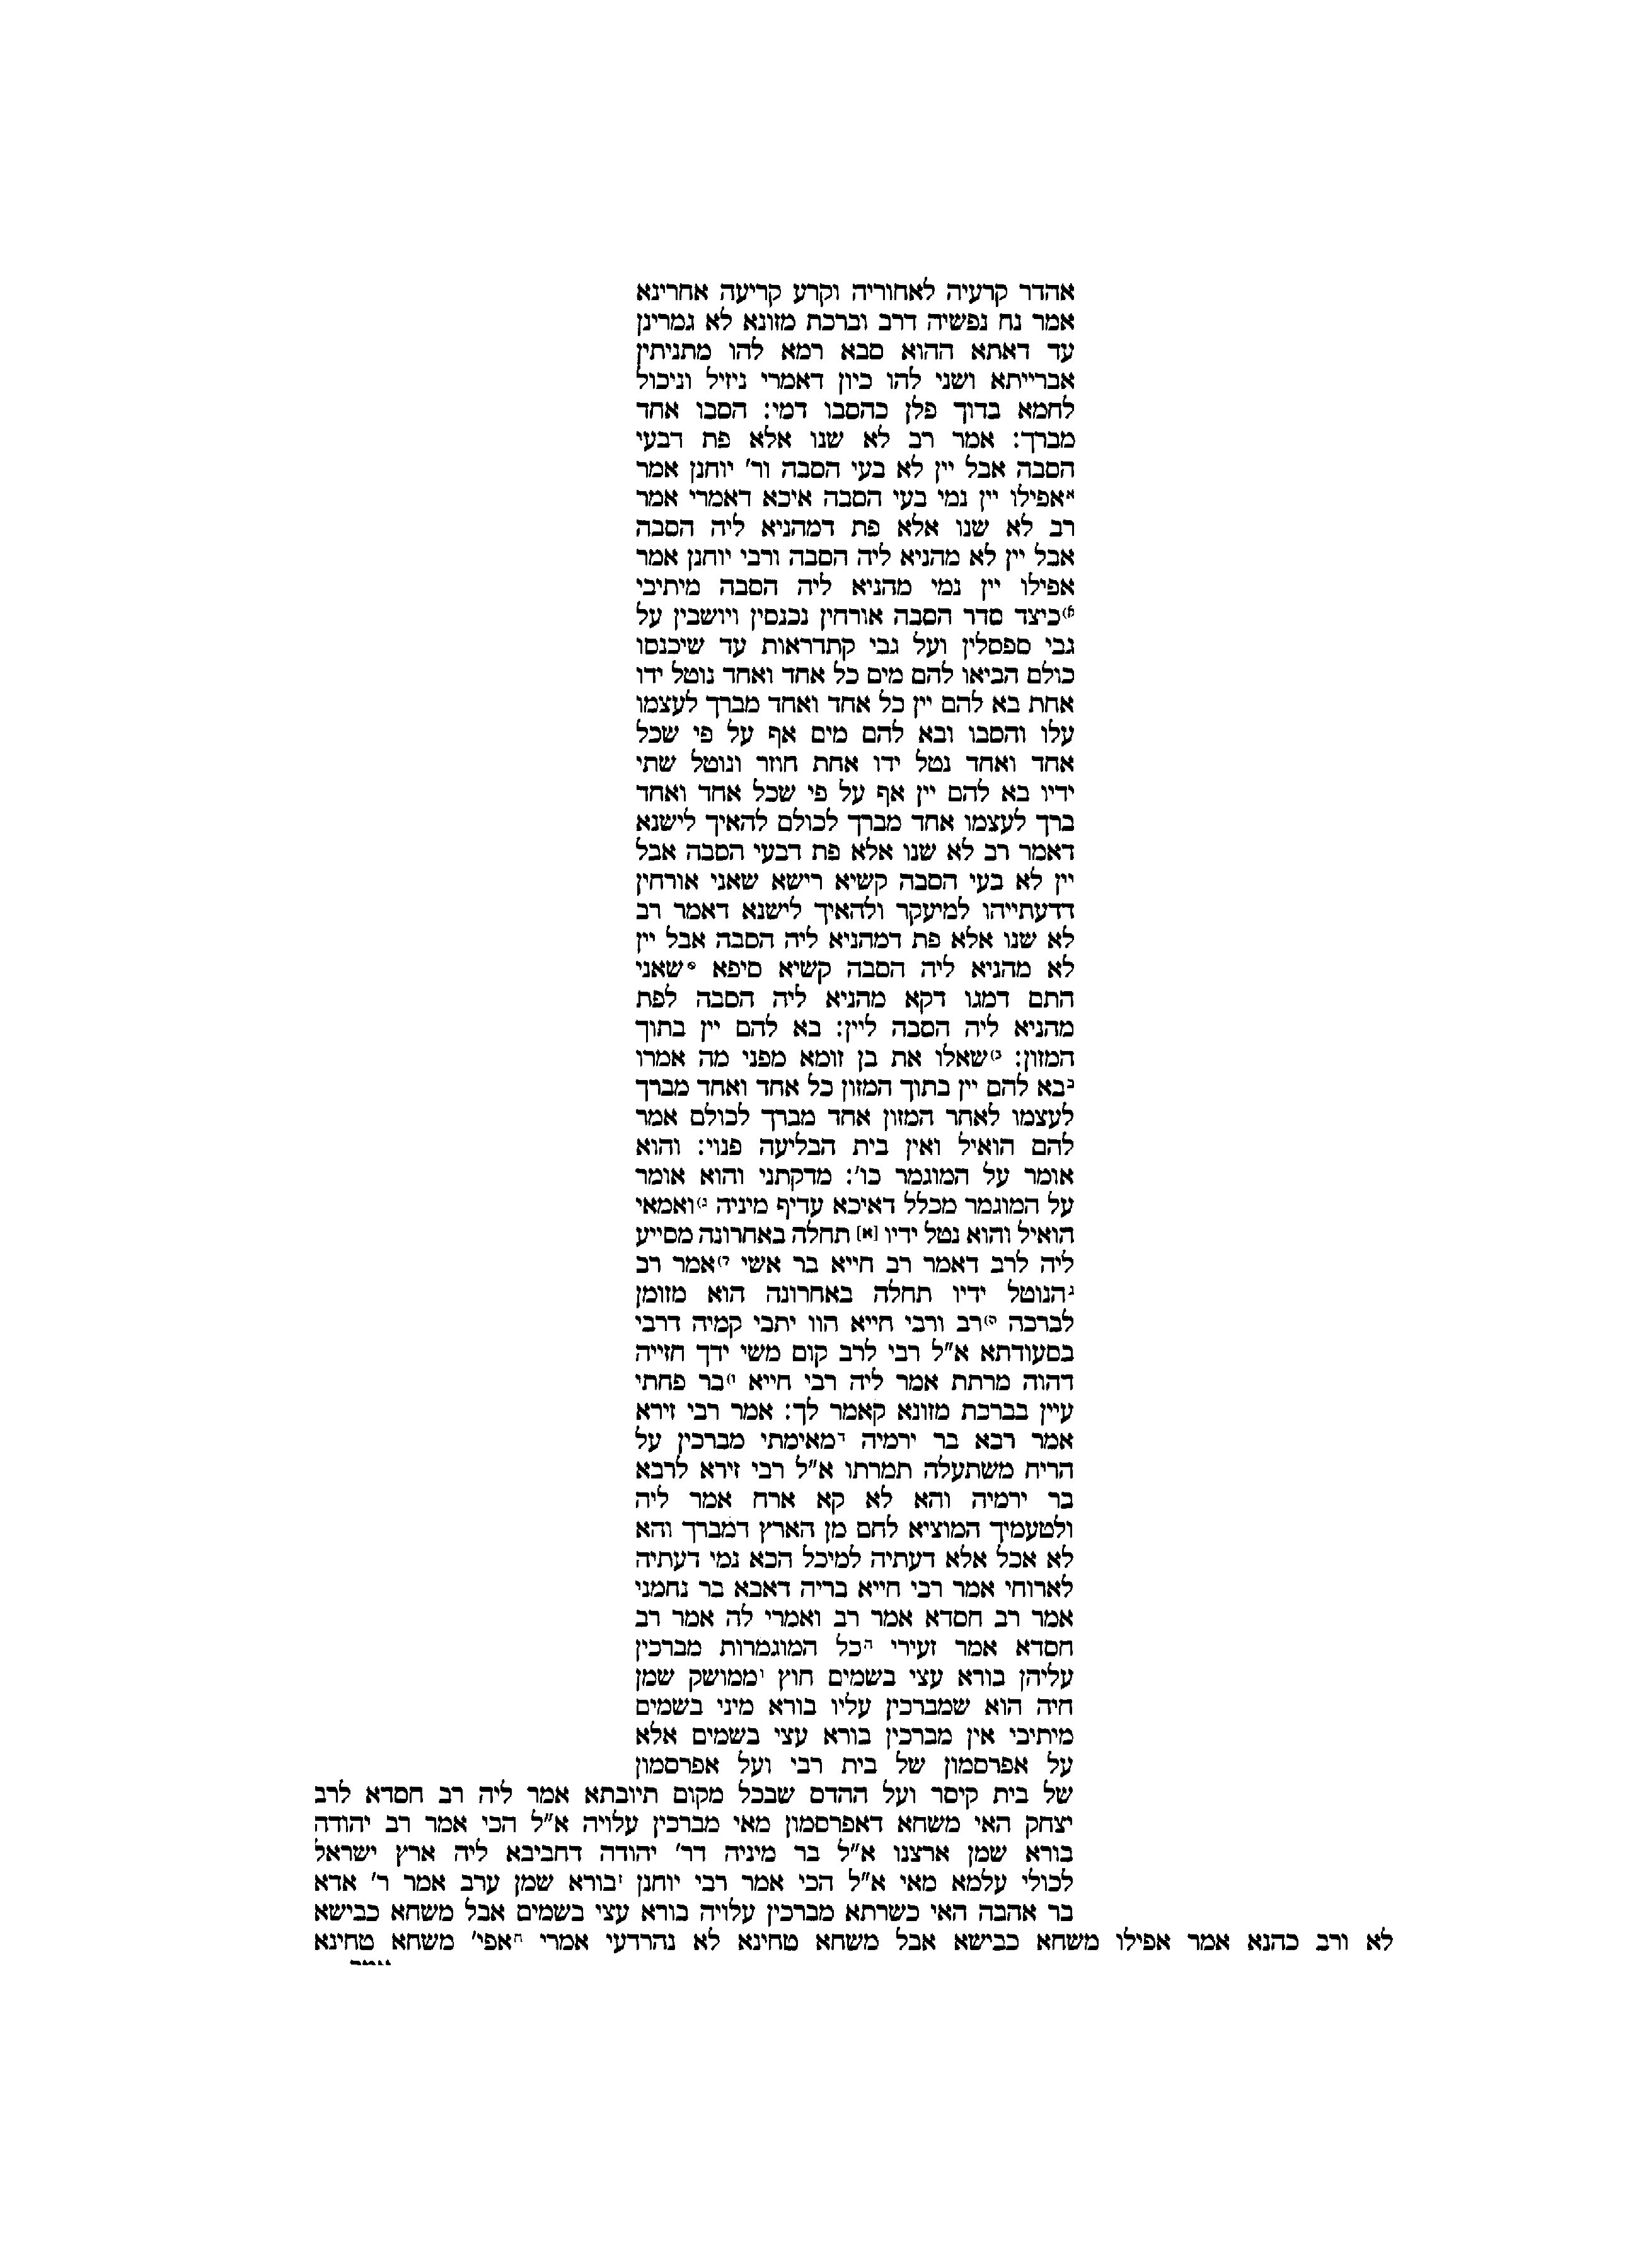 אהדר קרעיה לאחוריה וקרע קריעה אחרינא
אמר נח נפשיה דרב וברכת מזונא לא גמרינן
עד דאתא ההוא סבא רמא להו מתניתין
אברייתא ושני להו כיון דאמרי ניזיל וניכול
לחמא בדוך פלן כהסבו דמי: הסבו אחד
מברך: אמר רב לא שנו אלא פת דבעי
הסבה אבל יין לא בעי הסבה ור׳ יוחנן אמר
אאפילו יין נמי בעי הסבה איכא דאמרי אמר
רב לא שנו אלא פת דמהניא ליה הסבה
אבל יין לא מהניא ליה הסבה ורבי יוחנן אמר
אפילו יין נמי מהניא ליה הסבה מיתיבי
א)כיצד סדר הסבה אורחין נכנסין ויושבין על
גבי ספסלין ועל גבי קתדראות עד שיכנסו
כולם הביאו להם מים כל אחד ואחד נוטל ידו
אחת בא להם יין כל אחד ואחד מברך לעצמו
עלו והסבו ובא להם מים אף על פי שכל
אחד ואחד נטל ידו אחת חוזר ונוטל שתי
ידיו בא להם יין אף על פי שכל אחד ואחד
ברך לעצמו אחד מברך לכולם להאיך לישנא
דאמר רב לא שנו אלא פת דבעי הסבה אבל
יין לא בעי הסבה קשיא רישא שאני אורחין
דדעתייהו למיעקר ולהאיך לישנא דאמר רב
לא שנו אלא פת דמהניא ליה הסבה אבל יין
לא מהניא ליה הסבה קשיא סיפא שאני
התם דמגו דקא מהניא ליה הסבה לפת
מהניא ליה הסבה ליין: בא להם יין בתוך
המזון: ב)שאלו את בן זומא מפני מה אמרו
בבא להם יין בתוך המזון כל אחד ואחד מברך
לעצמו לאחר המזון אחד מברך לכולם אמר
להם הואיל ואין בית הבליעה פנוי: והוא
אומר על המוגמר כו׳: מדקתני והוא אומר
על המוגמר מכלל דאיכא עדיף מיניה ג)ואמאי
הואיל והוא נטל ידיו [א] תחלה באחרונה מסייע
ליה לרב דאמר רב חייא בר אשי ד)אמר רב
גהנוטל ידיו תחלה באחרונה הוא מזומן
לברכה ה)רב ורבי חייא הוו יתבי קמיה דרבי
בסעודתא א״ל רבי לרב קום משי ידך חזייה
דהוה מרתת אמר ליה רבי חייא ו)בר פחתי
עיין בברכת מזונא קאמר לך: אמר רבי זירא
אמר רבא בר ירמיה דמאימתי מברכין על
הריח משתעלה תמרתו א״ל רבי זירא לרבא
בר ירמיה והא לא קא ארח אמר ליה
ולטעמיך המוציא לחם מן הארץ דמברך והא
לא אכל אלא דעתיה למיכל הכא נמי דעתיה
לארוחי אמר רבי חייא בריה דאבא בר נחמני
אמר רב חסדא אמר רב ואמרי לה אמר רב
חסדא אמר זעירי הכל המוגמרות מברכין
עליהן בורא עצי בשמים חוץ וממושק שמן
חיה הוא שמברכין עליו בורא מיני בשמים
מיתיבי אין מברכין בורא עצי בשמים אלא
על אפרסמון של בית רבי ועל אפרסמון
של בית קיסר ועל ההדס שבכל מקום תיובתא אמר ליה רב חסדא לרב
יצחק האי משחא דאפרסמון מאי מברכין עלויה א״ל הכי אמר רב יהודה
בורא שמן ארצנו א״ל בר מיניה דר׳ יהודה דחביבא ליה ארץ ישראל
לכולי עלמא מאי א״ל הכי אמר רבי יוחנן זבורא שמן ערב אמר ר׳ אדא
בר אהבה האי כשרתא מברכין עלויה בורא עצי בשמים אבל משחא כבישא
לא ורב כהנא אמר אפילו משחא כבישא אבל משחא טחינא לא נהרדעי אמרי חאפי׳ משחא טחינא